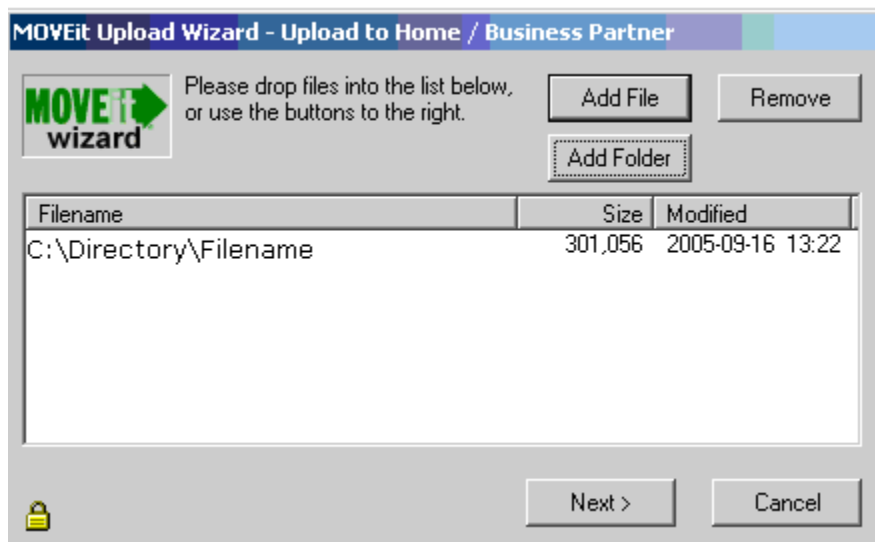 MOVEit Upload Wizard - Upload to Home / Business Partner
MOVEit
wizard
Please drop files into the list below,
or use the buttons to the right.
Add File
Remove
Add Folder
Filename Size Modified
C:\Directory\Filename 301,056 2005-09-16 13:22
Next >
Cancel